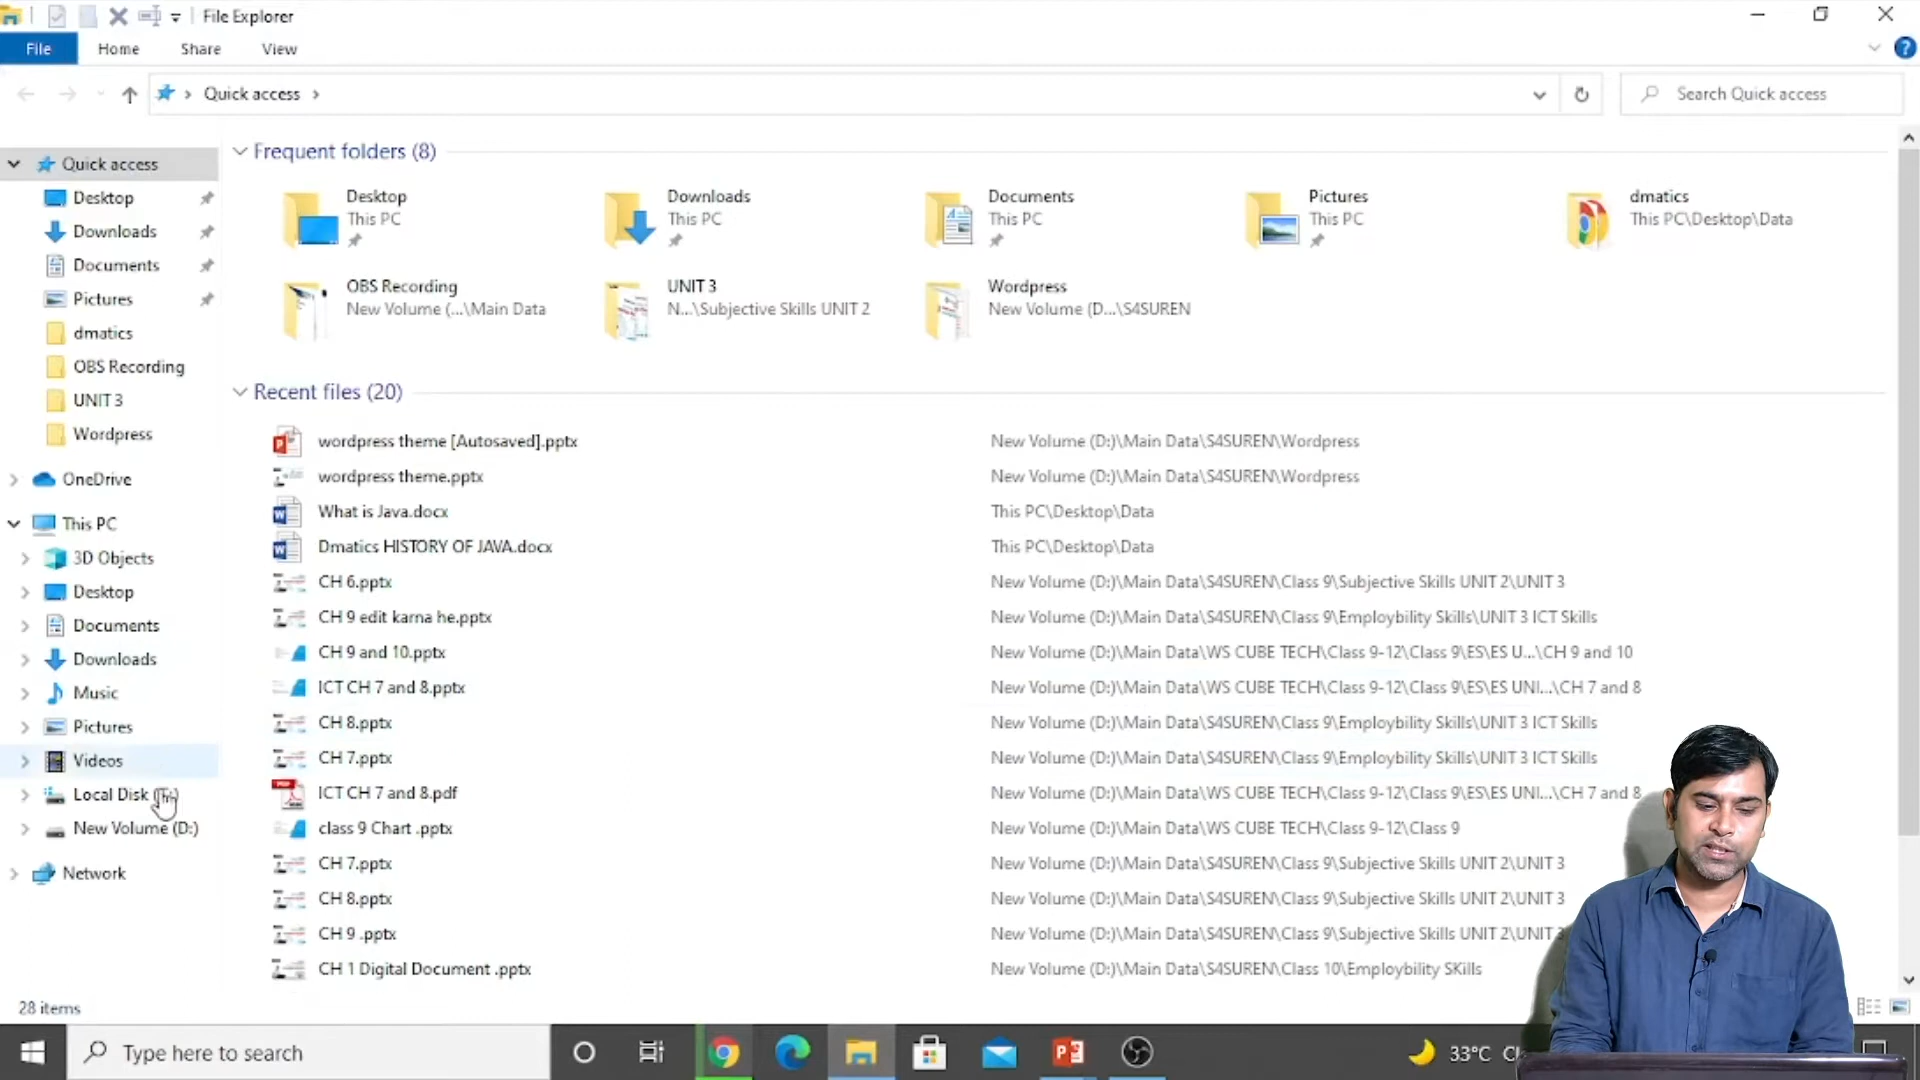 File Explorer
File Home Share View
Quick access
Search Quick access
Quick access
Desktop
Downloads
Documents
Pictures
dmatics
OBS Recording
UNIT 3
Wordpress
OneDrive
This PC
3D Objects
Desktop
Documents
Downloads
Music
Pictures
Videos
Local Disk
New Volume (D:)
Network
Frequent folders (8)
Desktop
This PC
Downloads
This PC
Documents
This PC
Pictures
This PC
dmatics
This PC\Desktop\Data
OBS Recording
New Volume (...\Main Data
UNIT 3
N...\Subjective Skills UNIT 2
Wordpress
New Volume (D...\S4SUREN
Recent files (20)
wordpress theme [Autosaved].pptx New Volume (D:)\Main Data\S4SUREN\Wordpress
wordpress theme.pptx New Volume (D:)\Main Data\S4SUREN\Wordpress
What is Java.docx This PC\Desktop\Data
Dmatics HISTORY OF JAVA.docx This PC\Desktop\Data
CH 6.pptx New Volume (D:)\Main Data\S4SUREN\Class 9\Subjective Skills UNIT 2\UNIT 3
CH 9 edit karna he.pptx New Volume (D:)\Main Data\S4SUREN\Class 9\Employbility Skills\UNIT 3 ICT Skills
CH 9 and 10.pptx New Volume (D:)\Main Data\WS CUBE TECH\Class 9-12\Class 9\ES\ES U...\CH 9 and 10
ICT CH 7 and 8.pptx New Volume (D:)\Main Data\WS CUBE TECH\Class 9-12\Class 9\ES\ES UNI...\CH 7 and 8
CH 8.pptx New Volume (D:)\Main Data\S4SUREN\Class 9\Employbility Skills\UNIT 3 ICT Skills
CH 7.pptx New Volume (D:)\Main Data\S4SUREN\Class 9\Employbility Skills\UNIT 3 ICT Skills
ICT CH 7 and 8.pdf New Volume (D:)\Main Data\WS CUBE TECH\Class 9-12\Class 9\ES\ES UNI...\CH 7 and 8
class 9 Chart .pptx New Volume (D:)\Main Data\WS CUBE TECH\Class 9-12\Class 9
CH 7.pptx New Volume (D:)\Main Data\S4SUREN\Class 9\Subjective Skills UNIT 2\UNIT 3
CH 8.pptx New Volume (D:)\Main Data\S4SUREN\Class 9\Subjective Skills UNIT 2\UNIT 3
CH 9 .pptx New Volume (D:)\Main Data\S4SUREN\Class 9\Subjective Skills UNIT 2\UNIT 3
CH 1 Digital Document .pptx New Volume (D:)\Main Data\S4SUREN\Class 10\Employbility SKills
28 items
Type here to search
33°C